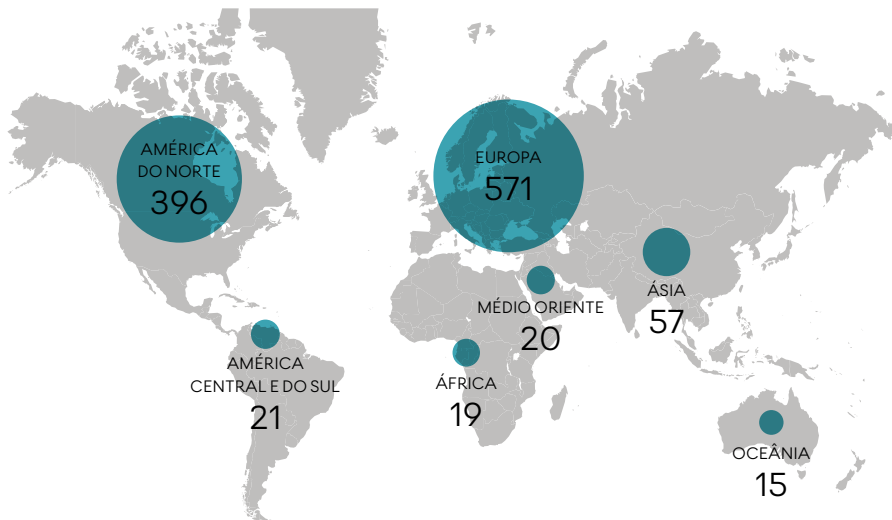 AMÉRICA
DO NORTE
396
EUROPA
571
ÁSIA
57
MÉDIO ORIENTE
20
AMÉRICA
CENTRAL E DO SUL
21
ÁFRICA
19
OCEÂNIA
15